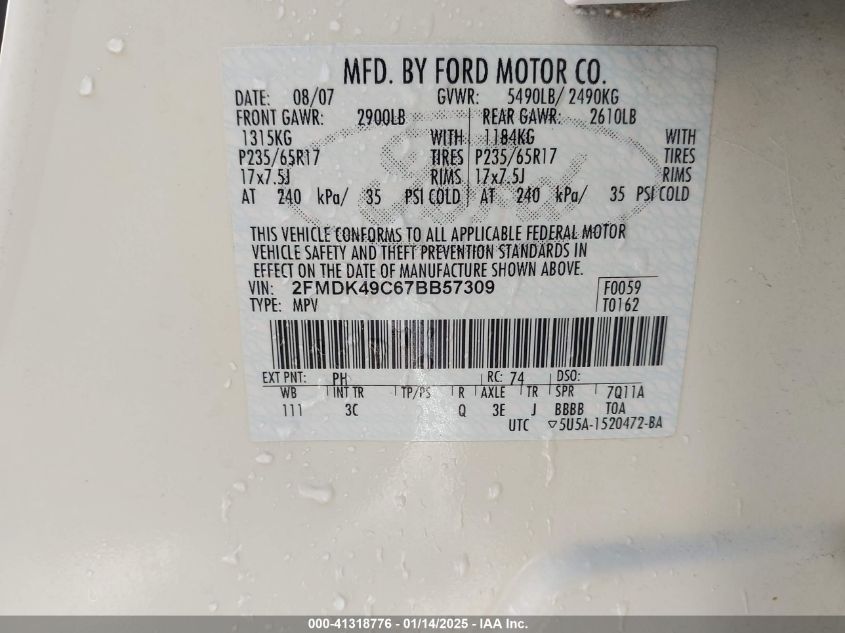 MFD. BY FORD MOTOR CO.
DATE: 08/07 GVWR: 5490LB/ 2490KG
FRONT GAWR: 2900LB REAR GAWR: 2610LB
1315KG WITH 1184KG WITH
P235/65R17 TIRES P235/65R17 TIRES
17x7.5J RIMS 17x7.5J RIMS
AT 240 kPa/ 35 PSI COLD AT 240 kPa/ 35 PSI COLD
Ford
THIS VEHICLE CONFORMS TO ALL APPLICABLE FEDERAL MOTOR
VEHICLE SAFETY AND THEFT PREVENTION STANDARDS IN
EFFECT ON THE DATE OF MANUFACTURE SHOWN ABOVE.
VIN: 2FMDK49C67BB57309 F0059
TYPE: MPV T0162
EXT PNT: PH RC: 74 DSO:
WB INT TR TP/PS R AXLE TR SPR 7Q11A
111 3C Q 3E J BBBB TOA
UTC ▽5U5A-1520472-BA
000-41318776 - 01/14/2025 - IAA Inc.